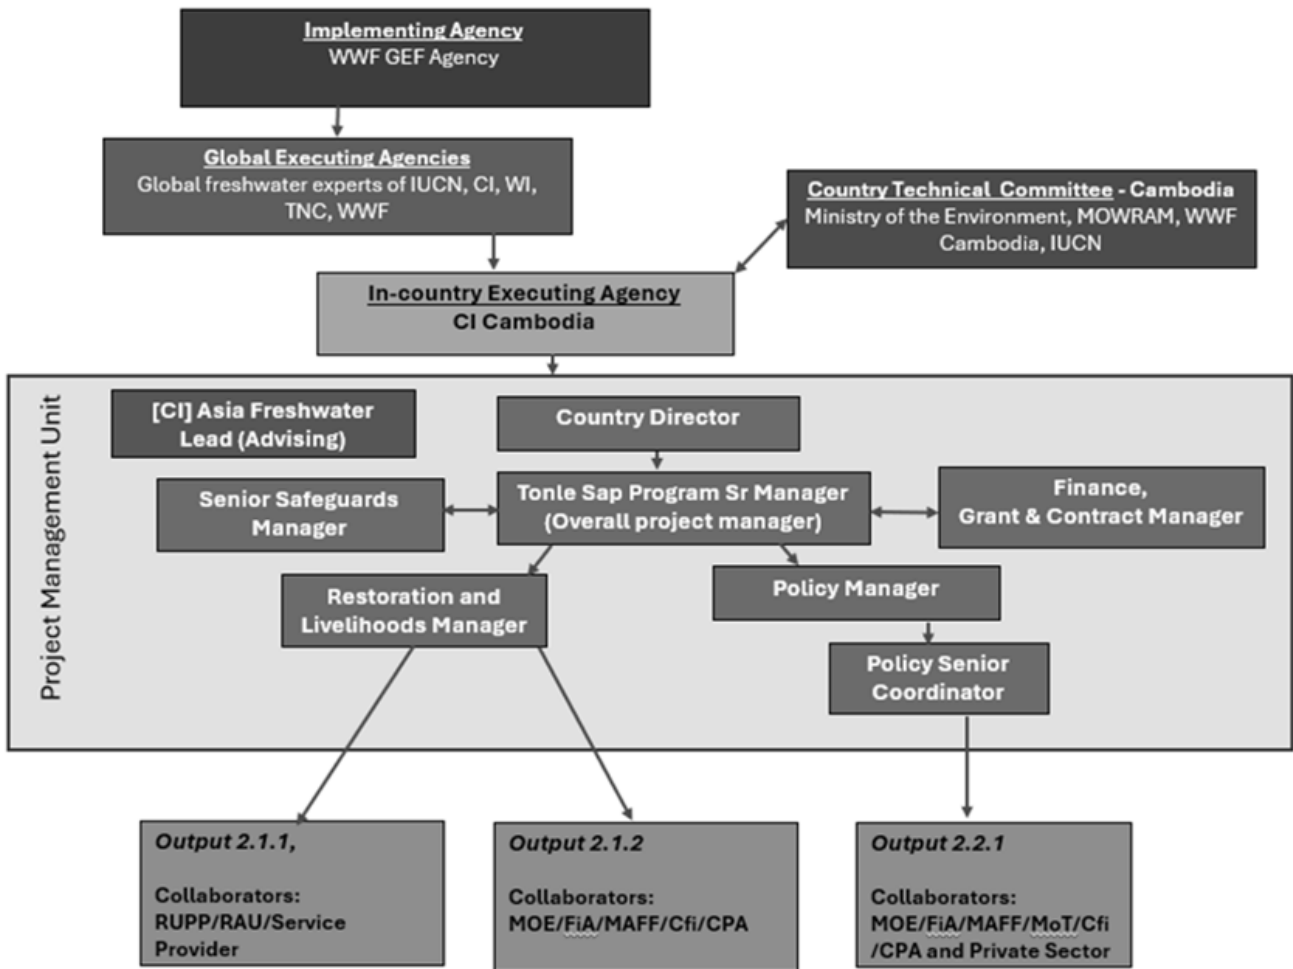 Implementing Agency
WWF GEF Agency
Global Executing Agencies
Global freshwater experts of IUCN, CI, WI,
TNC, WWF
Country Technical Committee - Cambodia
Ministry of the Environment, MOWRAM, WWF
Cambodia, IUCN
In-country Executing Agency
CI Cambodia
Project Management Unit
[CI] Asia Freshwater
Lead (Advising)
Country Director
Senior Safeguards
Manager
Tonle Sap Program Sr Manager
(Overall project manager)
Finance,
Grant & Contract Manager
Restoration and
Livelihoods Manager
Policy Manager
Policy Senior
Coordinator
Output 2.1.1,
Collaborators:
RUPP/RAU/Service
Provider
Output 2.1.2
Collaborators:
MOE/FiA/MAFF/Cfi/CPA
Output 2.2.1
Collaborators:
MOE/FiA/MAFF/MoT/Cfi
/CPA and Private Sector